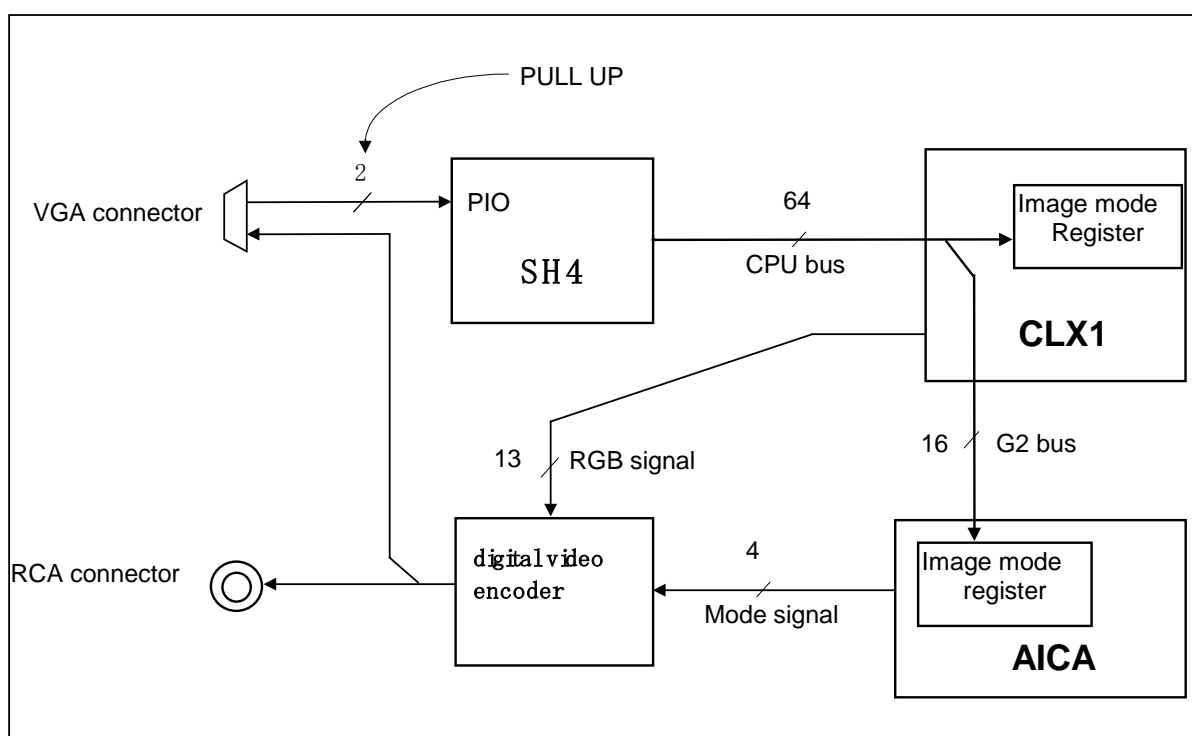 PULL UP
2
VGA connector
PIO
SH4
64
CPU bus
Image mode
Register
CLX1
13
RGB signal
16
G2 bus
RCA connector
digitalvideo
encoder
4
Mode signal
Image mode
register
AICA